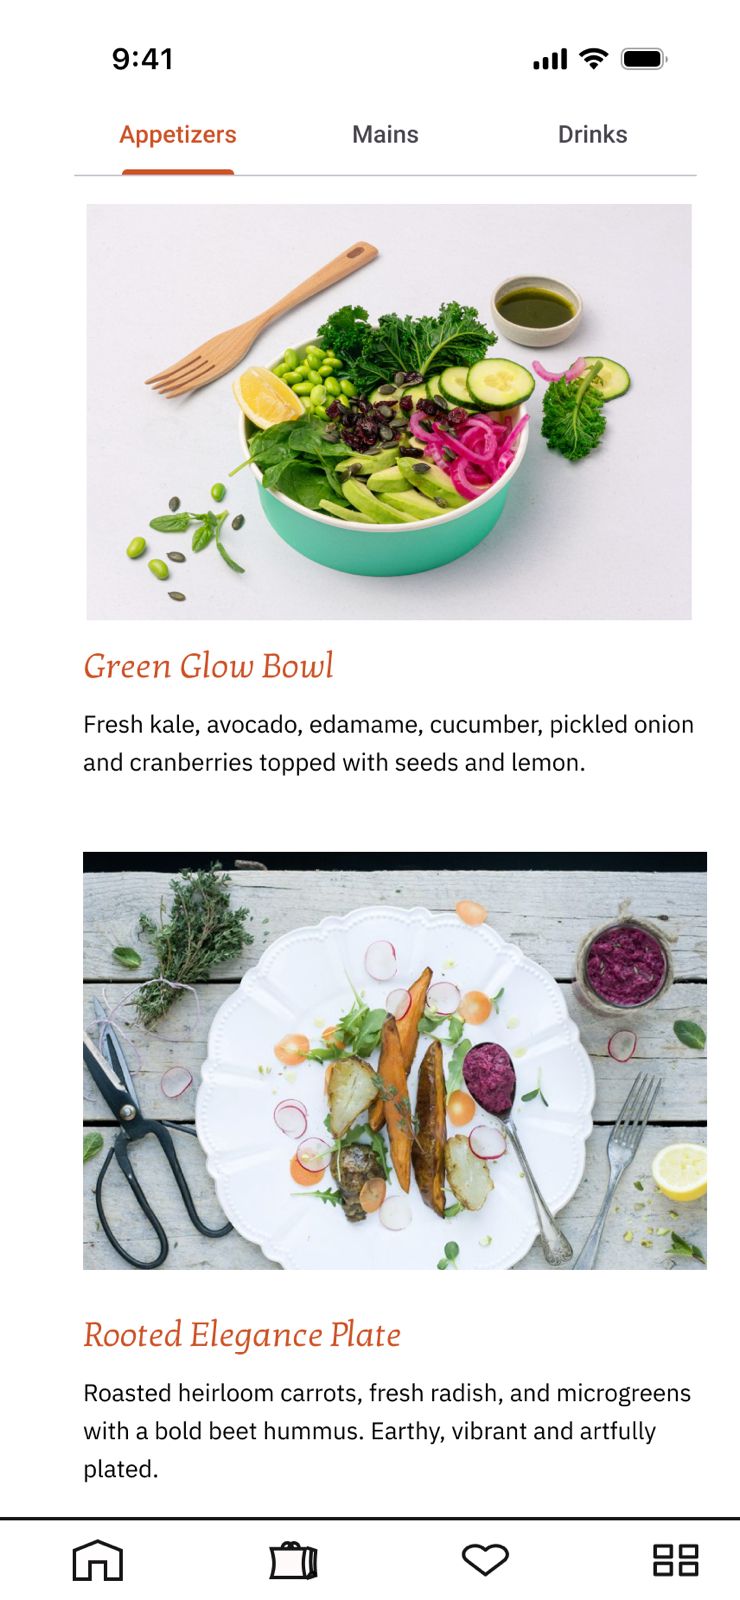 9:41
Appetizers
Mains
Drinks
Green Glow Bowl
Fresh kale, avocado, edamame, cucumber, pickled onion
and cranberries topped with seeds and lemon.
Rooted Elegance Plate
Roasted heirloom carrots, fresh radish, and microgreens
with a bold beet hummus. Earthy, vibrant and artfully
plated.